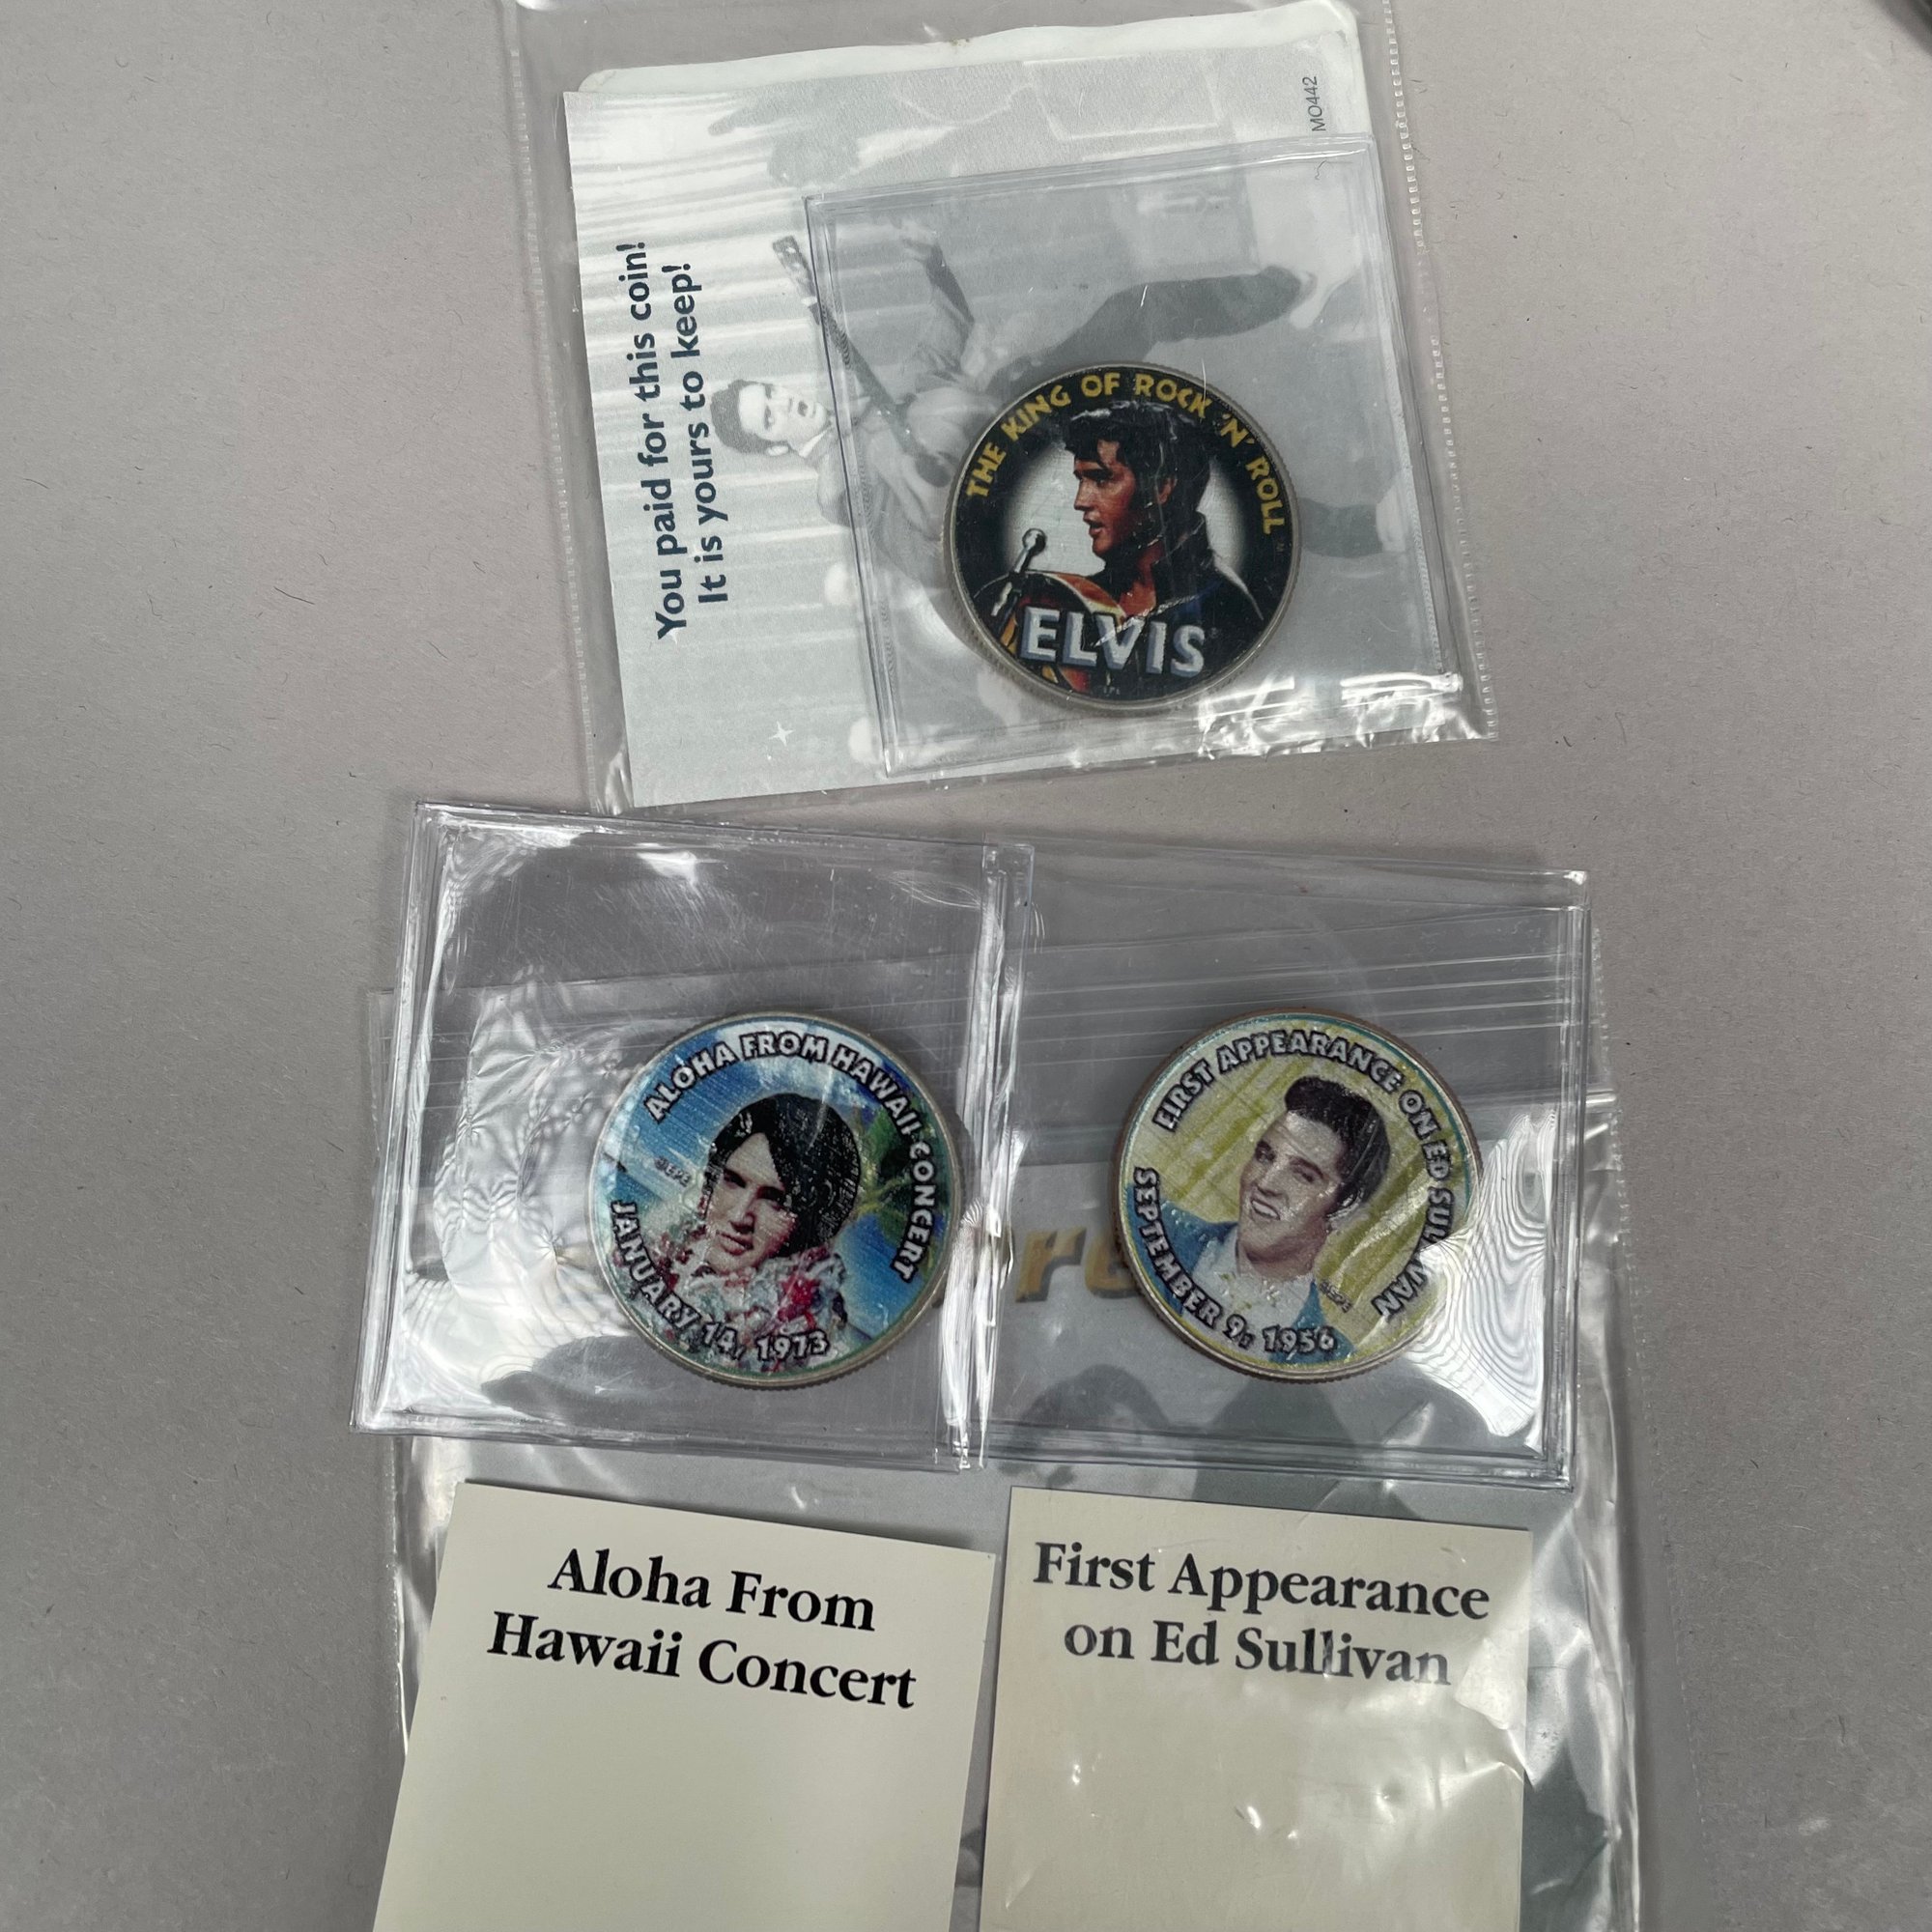 MO442
You paid for this coin!
It is yours to keep!
THE KING OF ROCK 'N' ROLL
ELVIS
ALOHA FROM HAWAII CONCERT
JANUARY 14, 1973
FIRST APPEARANCE ON ED SULLIVAN
SEPTEMBER 9, 1956
re
Aloha From
Hawaii Concert
First Appearance
on Ed Sullivan